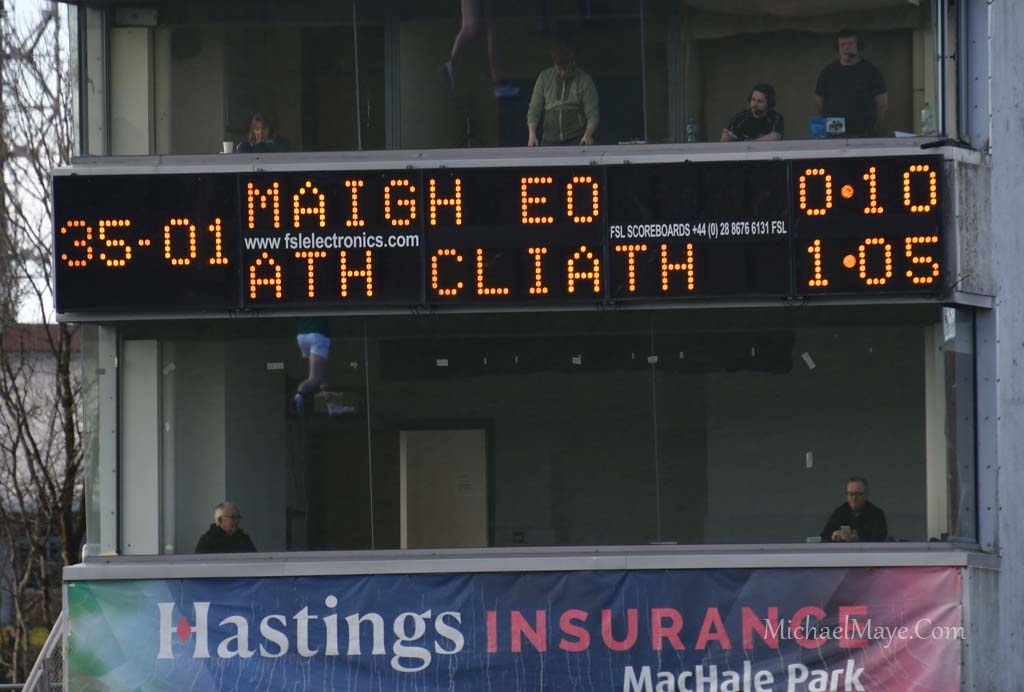 35-01
MAIGH EO 0·10
www.fslelectronics.com
FSL SCOREBOARDS +44 (0) 28 8676 6131 FSL
ATH CLIATH 1·05
Hastings INSURANCE
MacHale Park
MichaelMaye.Com